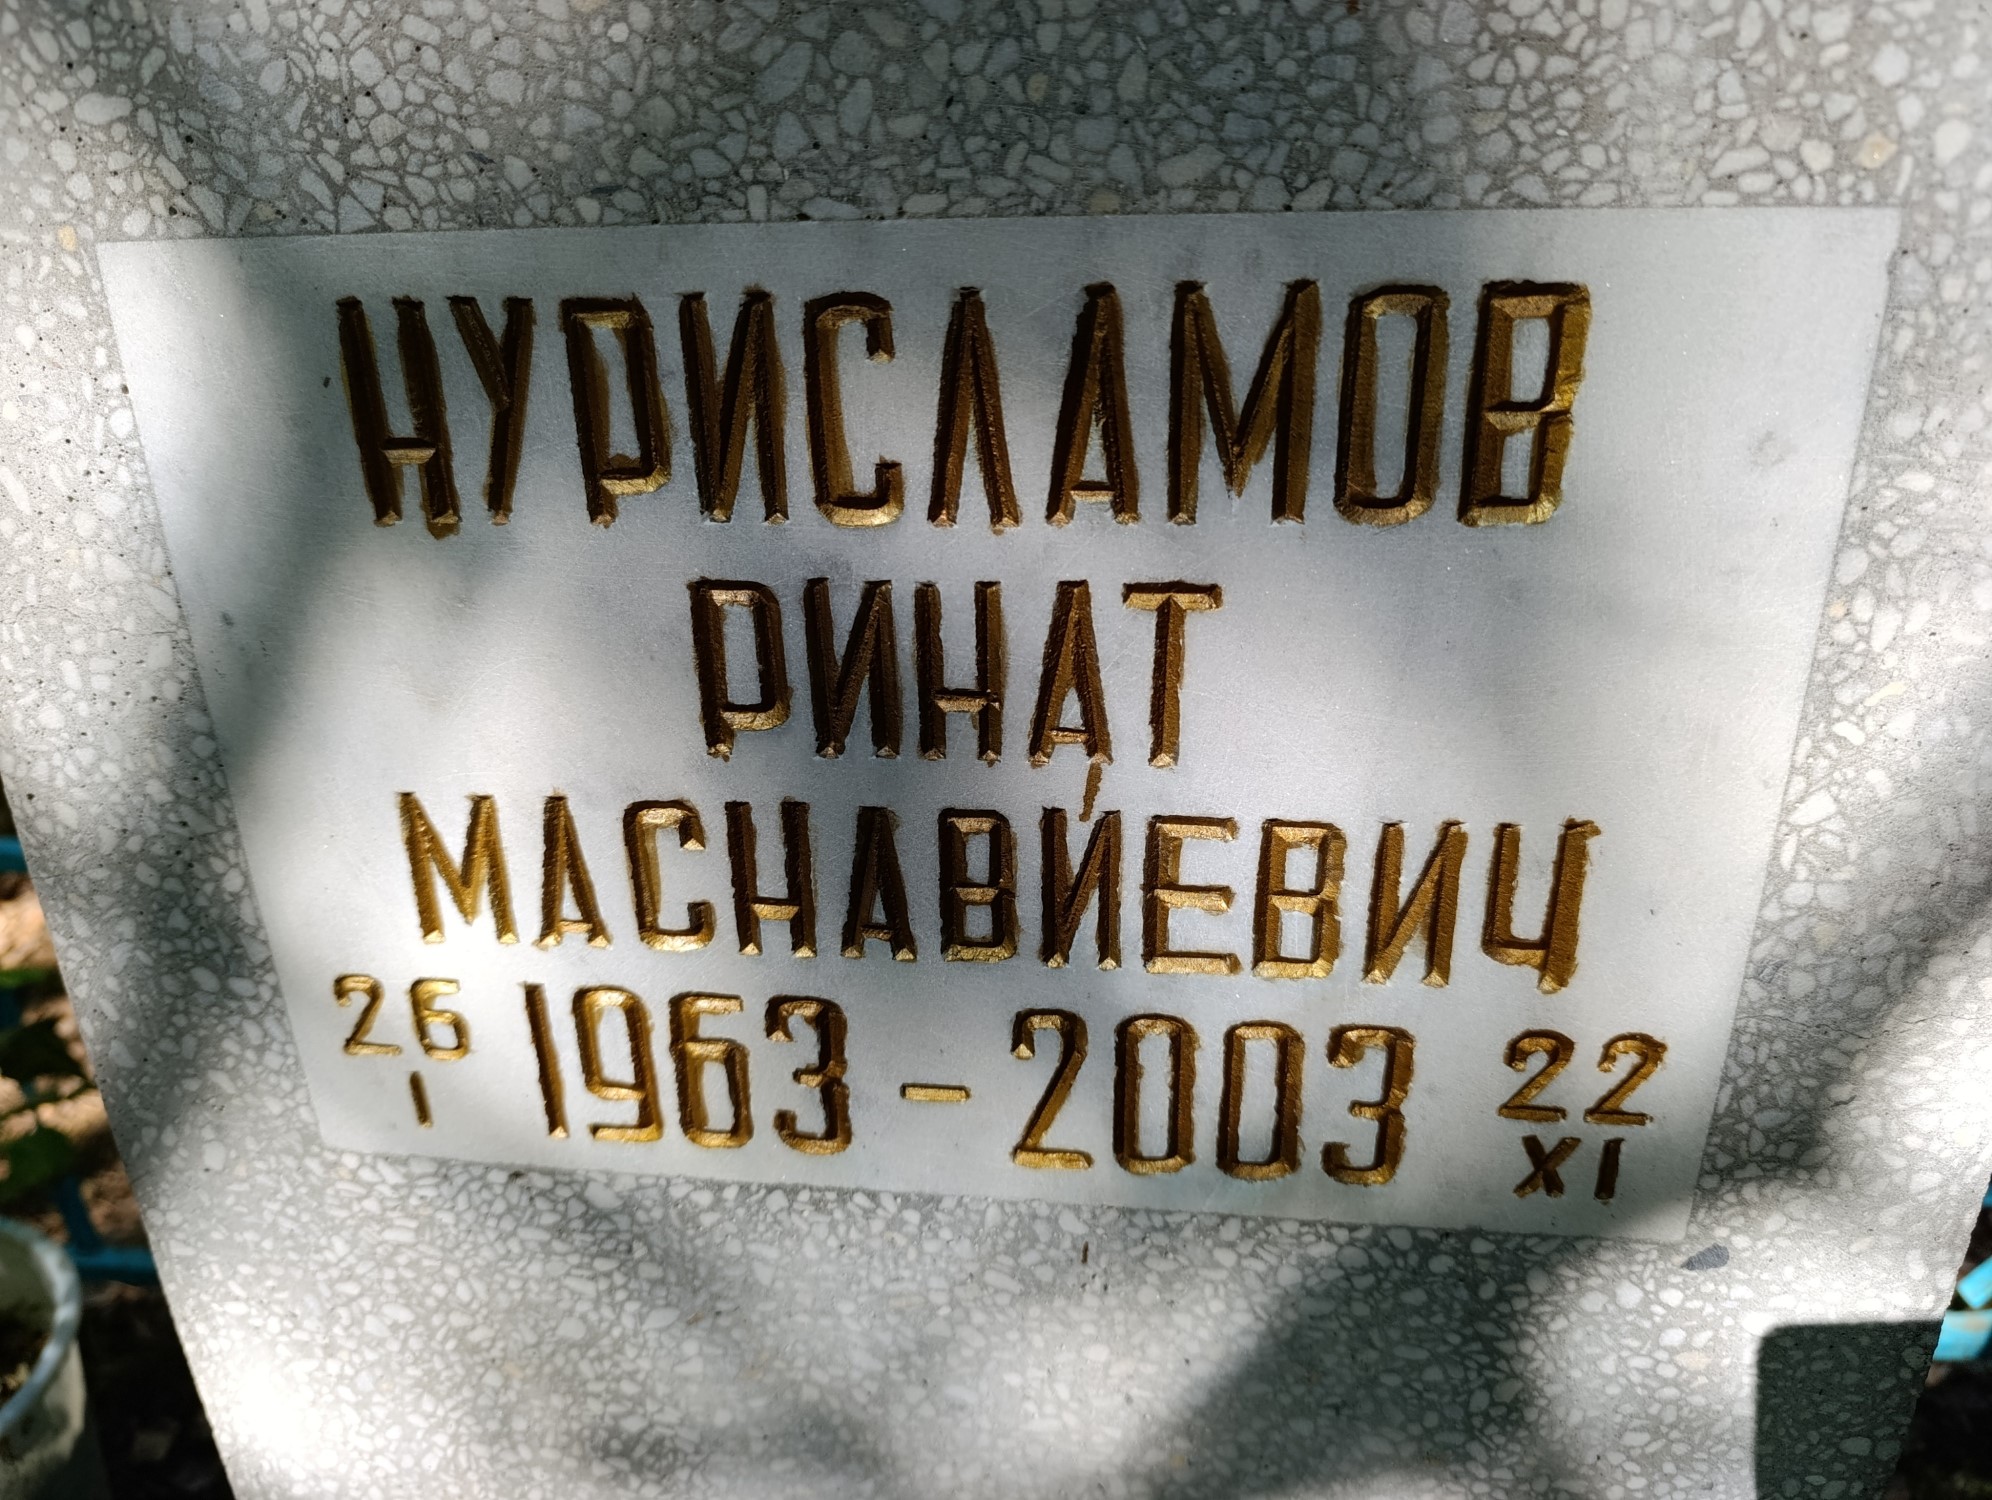 НУРИСЛАМОВ
РИНАТ
МАСНАВИЕВИЧ
26 1963 – 2003 22
I XI